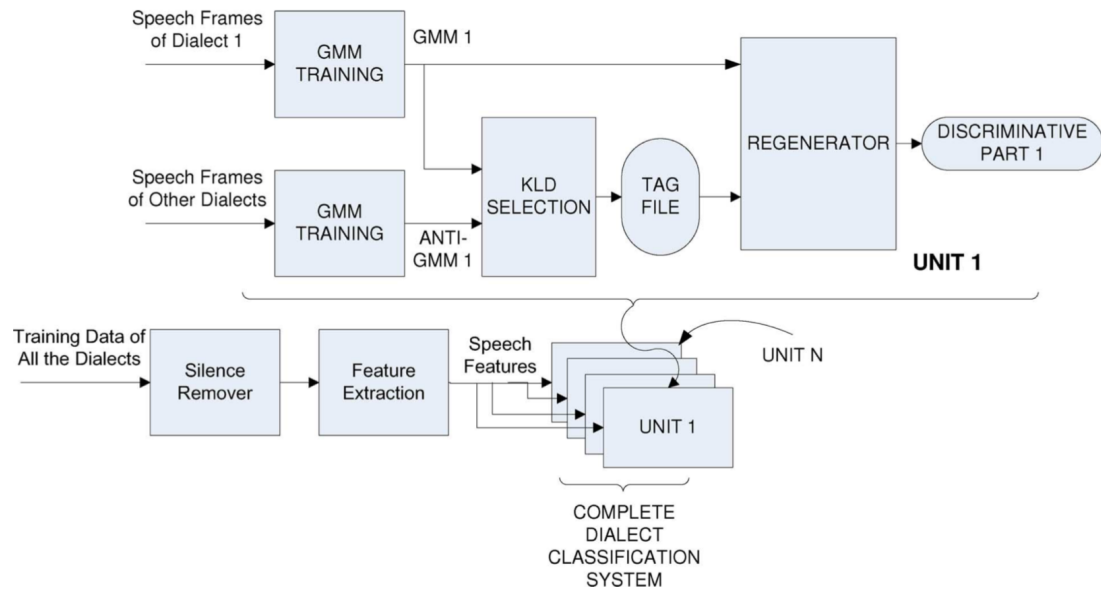 Speech Frames
of Dialect 1
GMM
TRAINING
GMM 1
REGENERATOR
DISCRIMINATIVE
PART 1
Speech Frames
of Other Dialects
GMM
TRAINING
ANTI-
GMM 1
KLD
SELECTION
TAG
FILE
UNIT 1
Training Data of
All the Dialects
Silence
Remover
Feature
Extraction
Speech
Features
UNIT N
UNIT 1
COMPLETE
DIALECT
CLASSIFICATION
SYSTEM